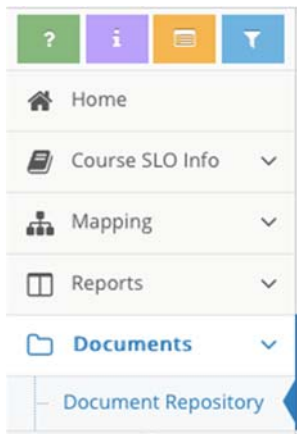 ? i
Home
Course SLO Info
Mapping
Reports
Documents
Document Repository